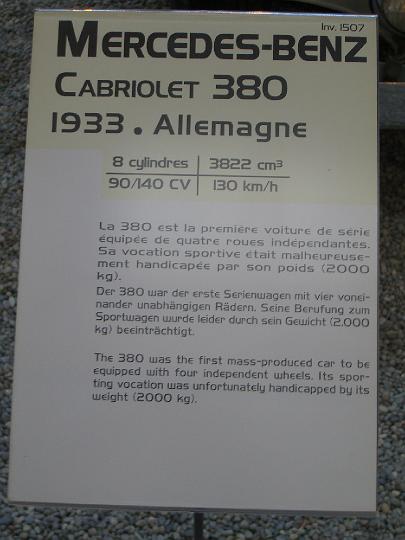 Inv. 1507
MERCEDES-BENZ
CABRIOLET 380
1933 . Allemagne
8 cylindres | 3822 cm³
90/140 CV | 130 km/h
La 380 est la première voiture de série
équipée de quatre roues indépendantes.
Sa vocation sportive était malheureuse-
ment handicapée par son poids (2000
kg).
Der 380 war der erste Serienwagen mit vier vonei-
nander unabhängigen Rädern. Seine Berufung zum
Sportwagen wurde leider durch sein Gewicht (2.000
kg) beeinträchtigt.
The 380 was the first mass-produced car to be
equipped with four independent wheels. Its spor-
ting vocation was unfortunately handicapped by its
weight (2000 kg).